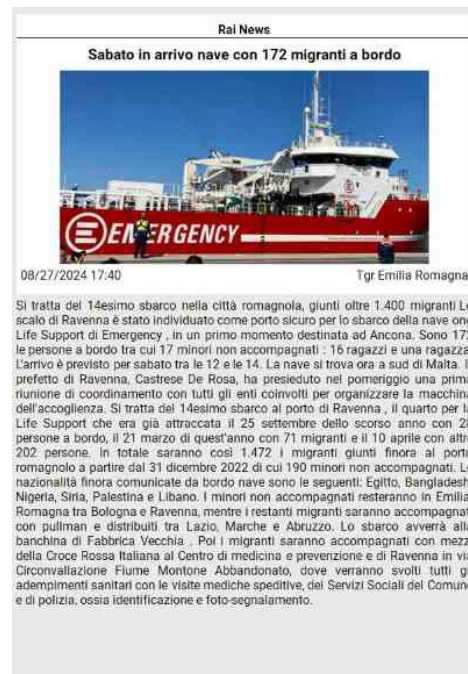 Rai News
Sabato in arrivo nave con 172 migranti a bordo
EMERGENCY
08/27/2024 17:40 Tgr Emilia Romagna
Si tratta del 14esimo sbarco nella città romagnola, giunti oltre 1.400 migranti
scalo di Ravenna è stato individuato come porto sicuro per lo sbarco della nave
Life Support di Emergency , in un primo momento destinata ad Ancona. Sono
le persone a bordo tra cui 17 minori non accompagnati : 16 ragazzi e una ragazza.
L'arrivo è previsto per sabato tra le 12 e le 14. La nave si trova ora a sud di Malta.
prefetto di Ravenna, Castrese De Rosa, ha presieduto nel pomeriggio una
riunione di coordinamento con tutti gli enti coinvolti per organizzare la macchina
dell'accoglienza. Si tratta del 14esimo sbarco al porto di Ravenna , il quarto per
Life Support che era già attraccata il 25 settembre dello scorso anno con
persone a bordo, il 21 marzo di quest'anno con 71 migranti e il 10 aprile con
202 persone. In totale saranno così 1.472 i migranti giunti finora al
romagnolo a partire dal 31 dicembre 2022 di cui 190 minori non accompagnati.
nazionalità finora comunicate da bordo nave sono le seguenti: Egitto, Bangladesh,
Nigeria, Siria, Palestina e Libano. I minori non accompagnati resteranno in Emilia
Romagna tra Bologna e Ravenna, mentre i restanti migranti saranno
con pullman e distribuiti tra Lazio, Marche e Abruzzo. Lo sbarco avverrà
banchina di Fabbrica Vecchia . Poi i migranti saranno accompagnati con
della Croce Rossa Italiana al Centro di medicina e prevenzione e di Ravenna in
Circonvallazione Fiume Montone Abbandonato, dove verranno svolti tutti
adempimenti sanitari con le visite mediche speditive, dei Servizi Sociali del
e di polizia, ossia identificazione e foto-segnalamento.